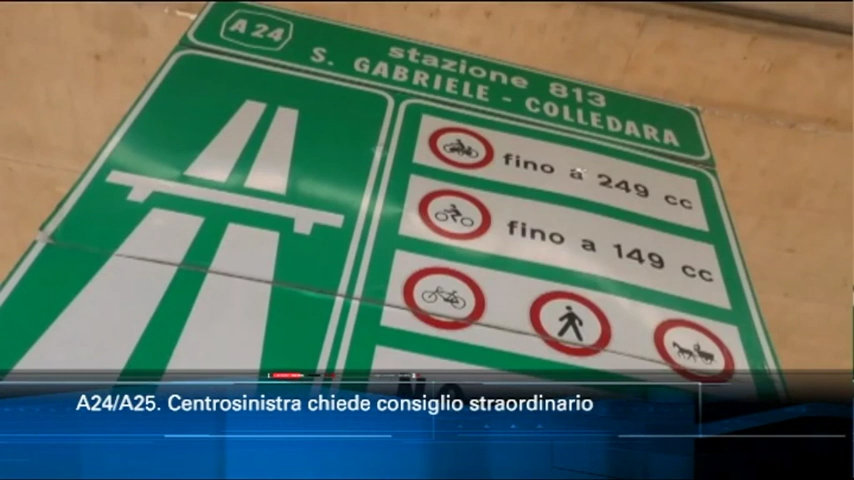 A24
stazione 813
S. GABRIELE - COLLEDARA
fino a 249 cc
fino a 149 cc
A24/A25. Centrosinistra chiede consiglio straordinario